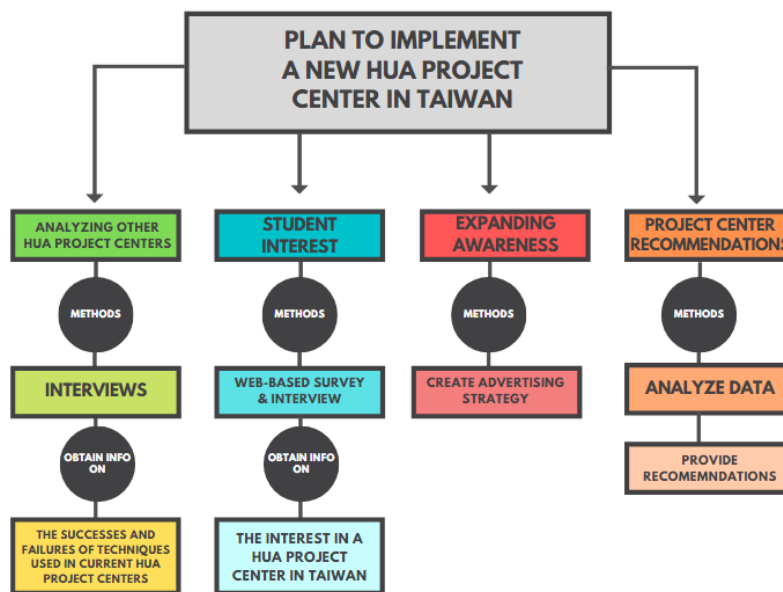 PLAN TO IMPLEMENT
A NEW HUA PROJECT
CENTER IN TAIWAN
ANALYZING OTHER
HUA PROJECT CENTERS
METHODS
INTERVIEWS
OBTAIN INFO
ON
THE SUCCESSES AND
FAILURES OF TECHNIQUES
USED IN CURRENT HUA
PROJECT CENTERS
STUDENT
INTEREST
METHODS
WEB-BASED SURVEY
& INTERVIEW
OBTAIN INFO
ON
THE INTEREST IN A
HUA PROJECT
CENTER IN TAIWAN
EXPANDING
AWARENESS
METHODS
CREATE ADVERTISING
STRATEGY
PROJECT CENTER
RECOMMENDATIONS
METHODS
ANALYZE DATA
PROVIDE
RECOMEMNDATIONS